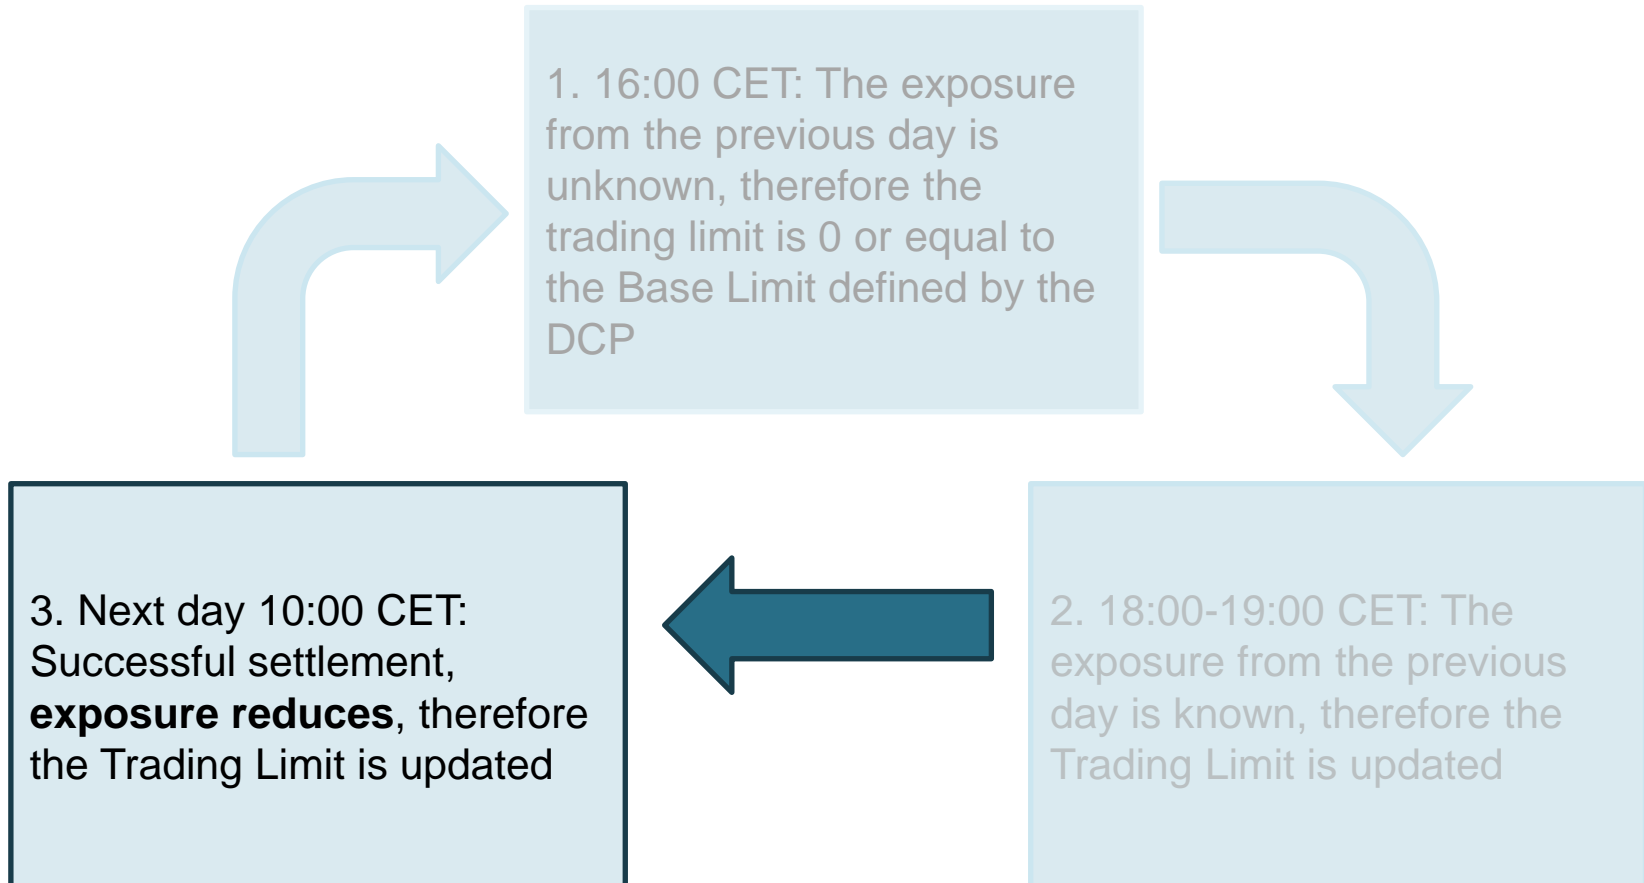 1. 16:00 CET: The exposure
from the previous day is
unknown, therefore the
trading limit is 0 or equal to
the Base Limit defined by the
DCP
2. 18:00-19:00 CET: The
exposure from the previous
day is known, therefore the
Trading Limit is updated
3. Next day 10:00 CET:
Successful settlement,
exposure reduces, therefore
the Trading Limit is updated